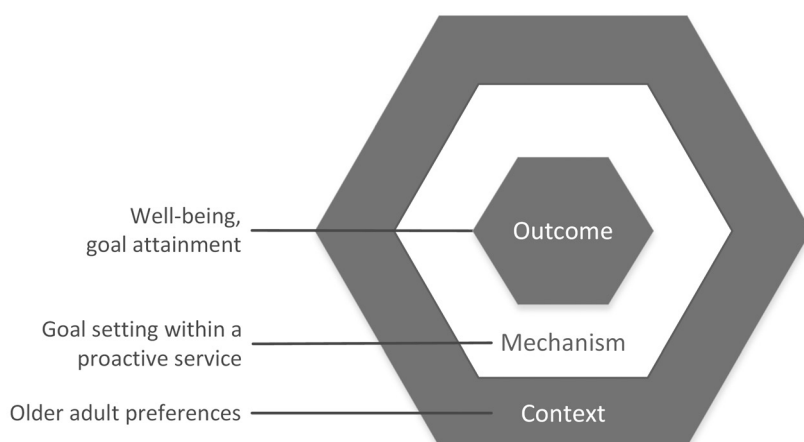 Well-being,
goal attainment
Outcome
Goal setting within a
proactive service
Mechanism
Older adult preferences
Context